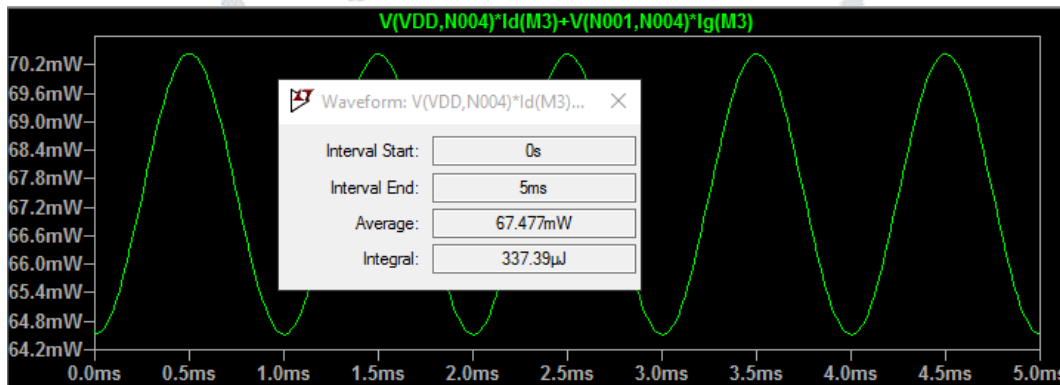 V(VDD,N004)*Id(M3)+V(N001,N004)*Ig(M3)
70.2mW
69.6mW
69.0mW
68.4mW
67.8mW
67.2mW
66.6mW
66.0mW
65.4mW
64.8mW
64.2mW
Waveform: V(VDD,N004)*Id(M3)...
Interval Start: 0s
Interval End: 5ms
Average: 67.477mW
Integral: 337.39µJ
0.0ms 0.5ms 1.0ms 1.5ms 2.0ms 2.5ms 3.0ms 3.5ms 4.0ms 4.5ms 5.0ms